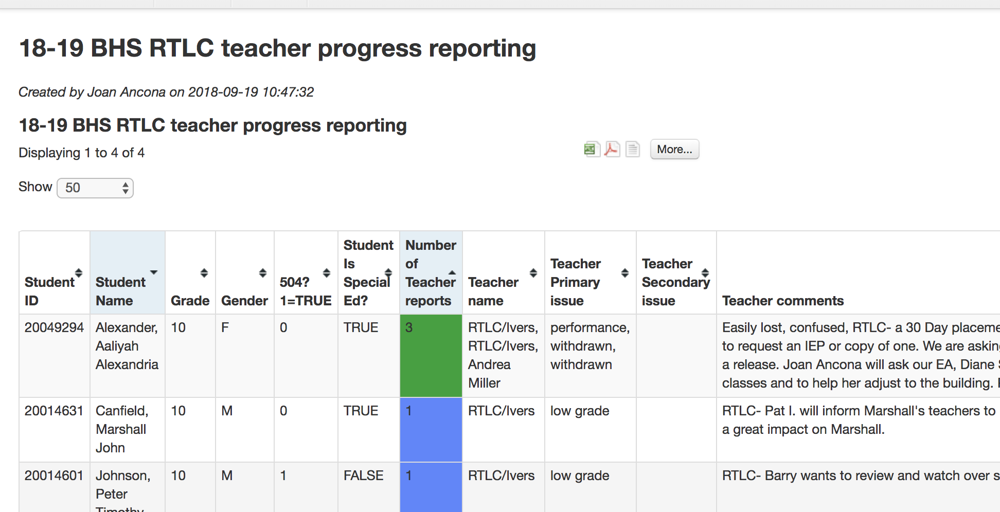 18-19 BHS RTLC teacher progress reporting
Created by Joan Ancona on 2018-09-19 10:47:32
18-19 BHS RTLC teacher progress reporting
Displaying 1 to 4 of 4
More...
Show 50
Student ID
Student Name
Grade
Gender
504? 1=TRUE
Student Is Special Ed?
Number of Teacher reports
Teacher name
Teacher Primary issue
Teacher Secondary issue
Teacher comments
20049294
Alexander,
Aaliyah
Alexandria
10
F
0
TRUE
3
RTLC/Ivers,
RTLC/Ivers,
Andrea
Miller
performance,
withdrawn,
withdrawn
Easily lost, confused, RTLC- a 30 Day placeme
to request an IEP or copy of one. We are asking
a release. Joan Ancona will ask our EA, Diane
classes and to help her adjust to the building.
20014631
Canfield,
Marshall
John
10
M
0
TRUE
1
RTLC/Ivers
low grade
RTLC- Pat I. will inform Marshall's teachers to
a great impact on Marshall.
20014601
Johnson,
Peter
Timothy
10
M
1
FALSE
1
RTLC/Ivers
low grade
RTLC- Barry wants to review and watch over s